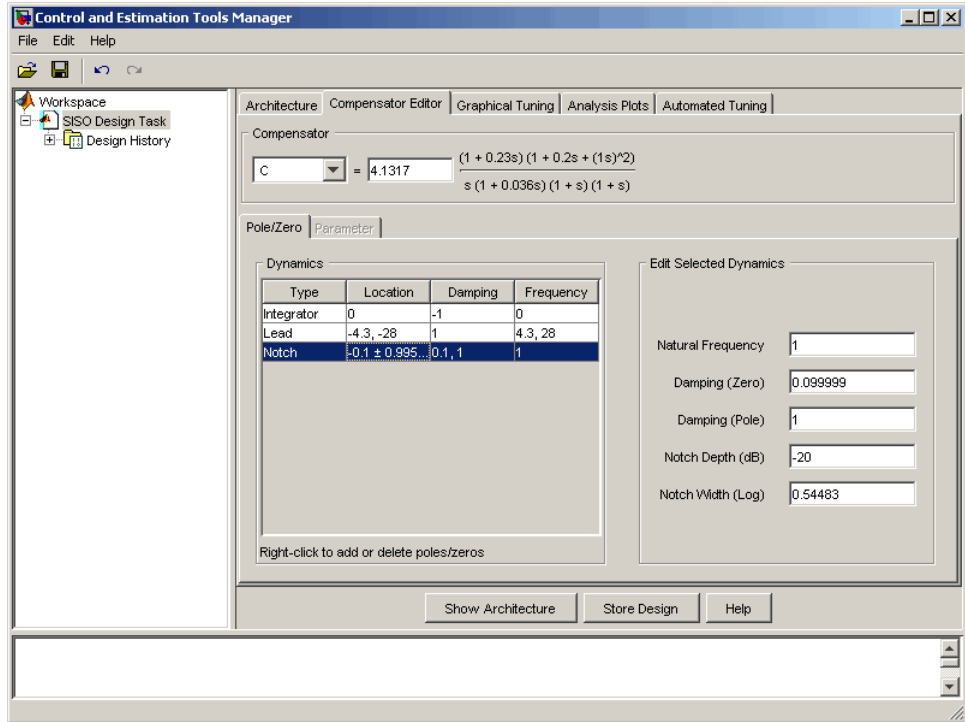 Control and Estimation Tools Manager
File Edit Help
Workspace
SISO Design Task
Design History
Architecture Compensator Editor Graphical Tuning Analysis Plots Automated Tuning
Compensator
C = 4.1317 (1 + 0.23s) (1 + 0.2s + (1s)^2)
s (1 + 0.036s) (1 + s) (1 + s)
Pole/Zero Parameter
Dynamics
Type Location Damping Frequency
Integrator 0 -1 0
Lead -4.3, -28 1 4.3, 28
Notch -0.1 ± 0.995... 0.1, 1 1
Right-click to add or delete poles/zeros
Edit Selected Dynamics
Natural Frequency 1
Damping (Zero) 0.099999
Damping (Pole) 1
Notch Depth (dB) -20
Notch Width (Log) 0.54483
Show Architecture Store Design Help